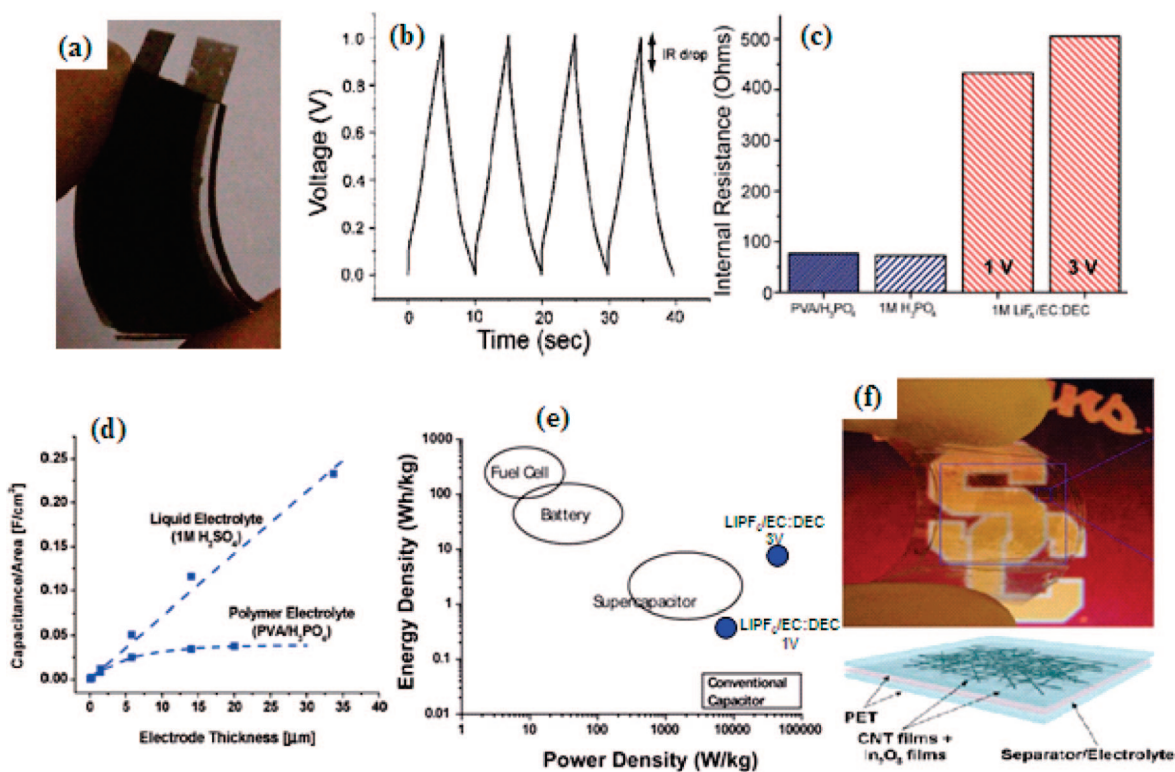 (a)
(b)
Voltage (V)
1.0
0.8
0.6
0.4
0.2
0.0
IR drop
0 10 20 30 40
Time (sec)
(c)
Internal Resistance (Ohms)
500
400
300
200
100
0
1 V
3 V
PVA/H₃PO₄
1M H₃PO₄
1M LiF₆/EC:DEC
(d)
Capacitance/Area [F/cm²]
0.25
0.20
0.15
0.10
0.05
0.00
Liquid Electrolyte
(1M H₂SO₄)
Polymer Electrolyte
(PVA/H₃PO₄)
0 5 10 15 20 25 30 35
Electrode Thickness [μm]
(e)
Energy Density (Wh/kg)
1000
100
10
1
0.1
0.01
Fuel Cell
Battery
Supercapacitor
LIPF₆/EC:DEC
3V
LIPF₆/EC:DEC
1V
Conventional
Capacitor
1 10 100 1000 10000 100000
Power Density (W/kg)
(f)
PET
CNT films +
In₂O₃ films
Separator/Electrolyte